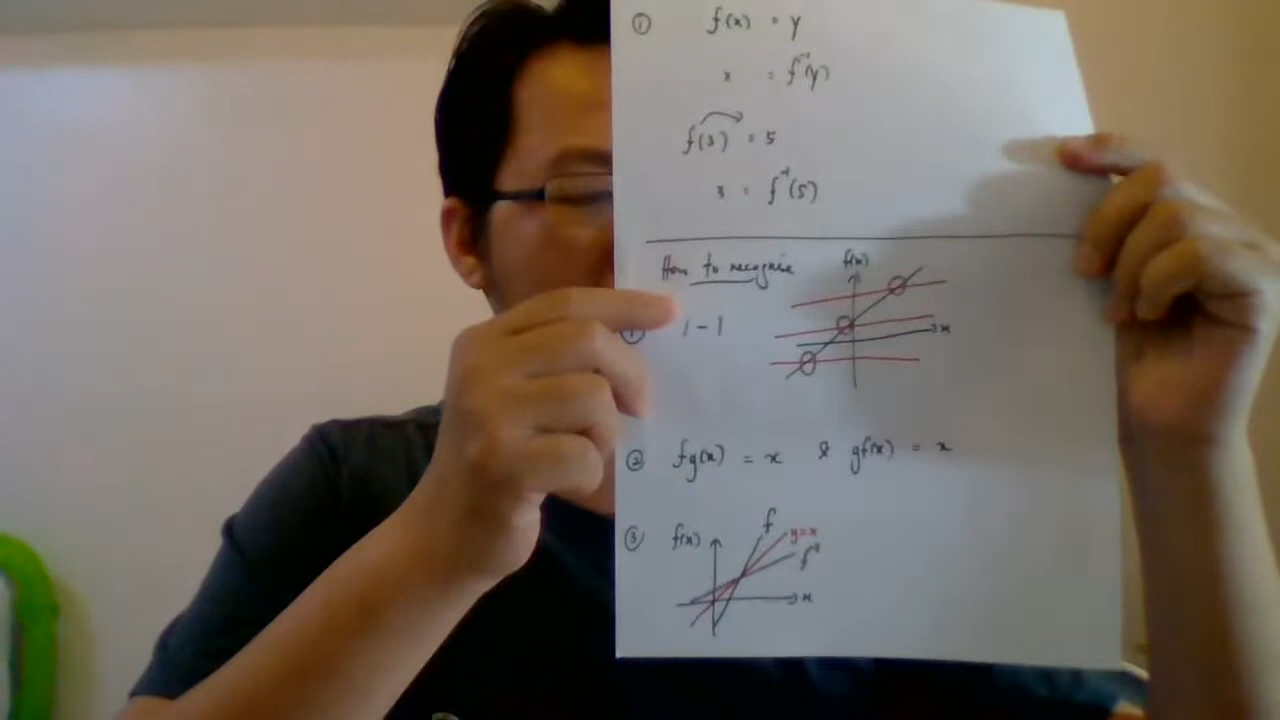 ① f(x) = y
x = f⁻¹(y)
f(3) = 5
3 = f⁻¹(5)
How to recognise
① 1-1
f(x)
x
② fg(x) = x & gf(x) = x
③ f(x)
f
y=x
f⁻¹
x